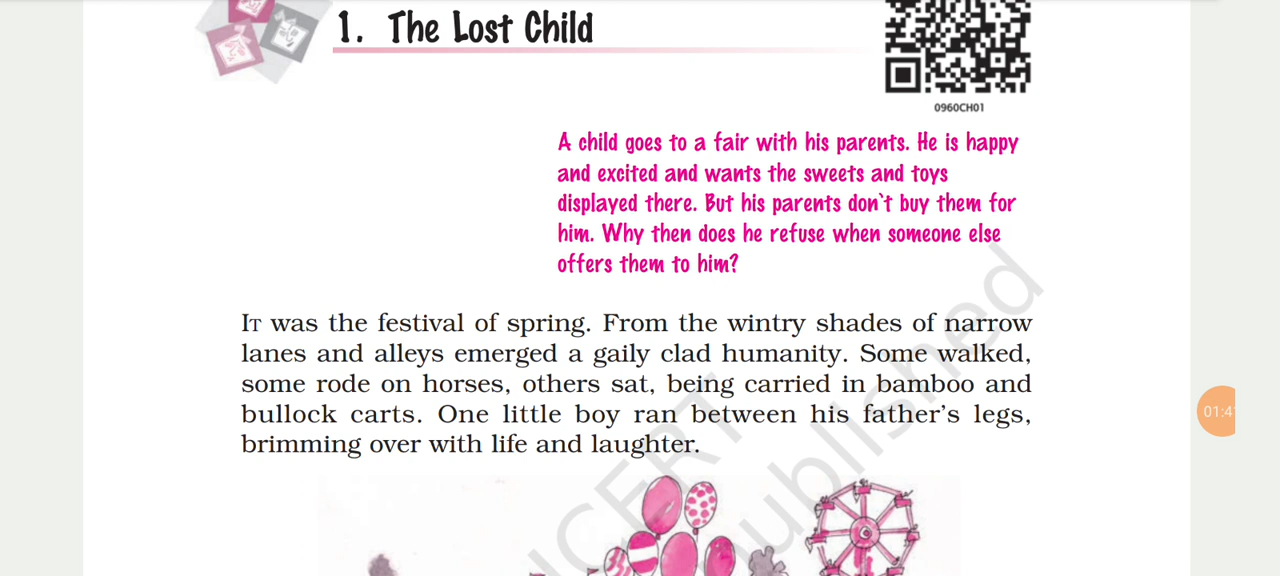 1. The Lost Child
0960CH01
A child goes to a fair with his parents. He is happy
and excited and wants the sweets and toys
displayed there. But his parents don`t buy them for
him. Why then does he refuse when someone else
offers them to him?
IT was the festival of spring. From the wintry shades of narrow
lanes and alleys emerged a gaily clad humanity. Some walked,
some rode on horses, others sat, being carried in bamboo and
bullock carts. One little boy ran between his father’s legs,
brimming over with life and laughter.
NCERT
01:4